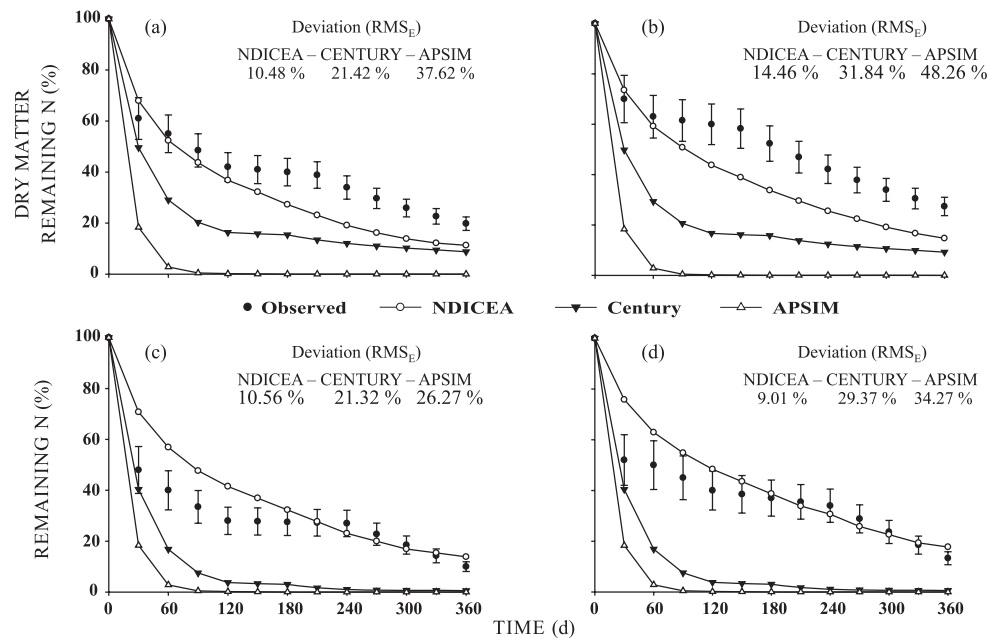 (a)
Deviation (RMS_E)
NDICEA – CENTURY – APSIM
10.48 % 21.42 % 37.62 %
(b)
Deviation (RMS_E)
NDICEA – CENTURY – APSIM
14.46 % 31.84 % 48.26 %
DRY MATTER
REMAINING N (%)
100
80
60
40
20
0
Observed NDICEA Century APSIM
(c)
Deviation (RMS_E)
NDICEA – CENTURY – APSIM
10.56 % 21.32 % 26.27 %
(d)
Deviation (RMS_E)
NDICEA – CENTURY – APSIM
9.01 % 29.37 % 34.27 %
REMAINING N (%)
100
80
60
40
20
0
0 60 120 180 240 300 360
0 60 120 180 240 300 360
TIME (d)